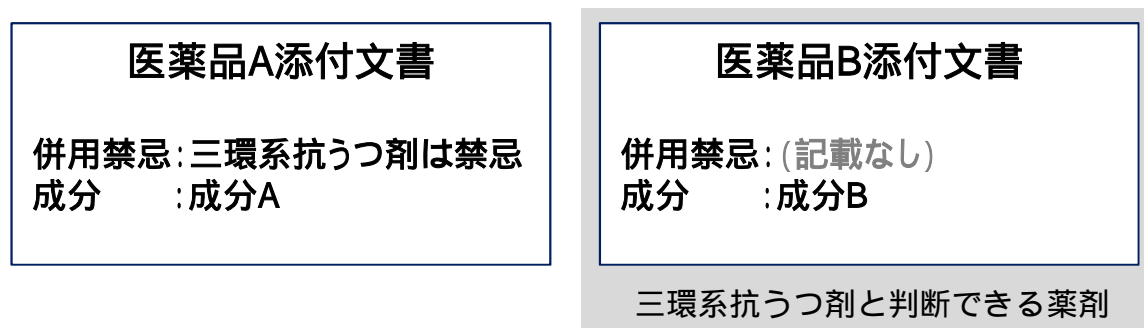 医薬品A添付文書
併用禁忌:三環系抗うつ剤は禁忌
成分　　:成分A
医薬品B添付文書
併用禁忌:(記載なし)
成分　　:成分B
三環系抗うつ剤と判断できる薬剤